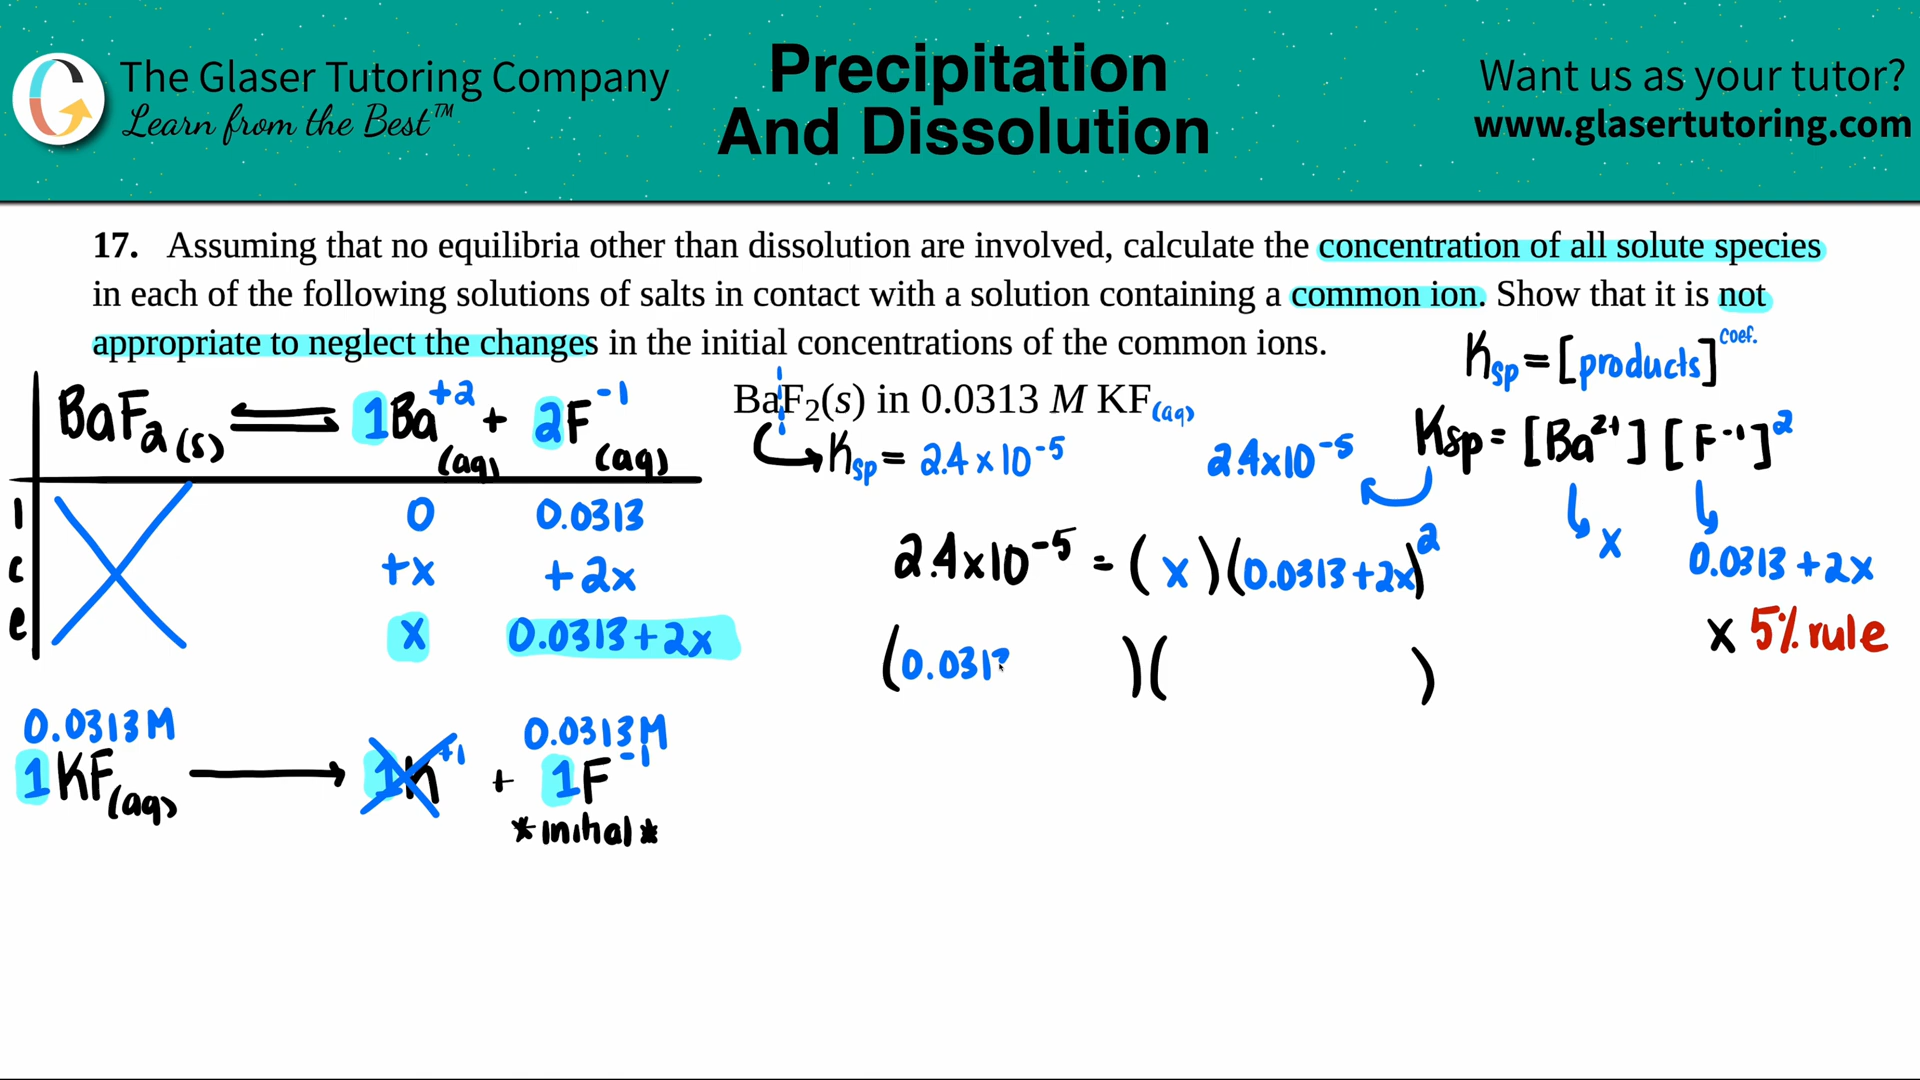 The Glaser Tutoring Company
Learn from the Best™
Precipitation
And Dissolution
Want us as your tutor?
www.glasertutoring.com
17. Assuming that no equilibria other than dissolution are involved, calculate the concentration of all solute species
in each of the following solutions of salts in contact with a solution containing a common ion. Show that it is not
appropriate to neglect the changes in the initial concentrations of the common ions.
Ksp = [products]^coef.
BaF₂(s) in 0.0313 M KF(aq)
BaF₂(s) ⇌ 1Ba⁺²(aq) + 2F⁻¹(aq)
Ksp = 2.4 x 10⁻⁵
2.4x10⁻⁵
Ksp = [Ba²⁺] [F⁻¹]²
I 0 0.0313
C +x +2x
e x 0.0313+2x
2.4x10⁻⁵ = (x)(0.0313+2x)²
x
0.0313+2x
x 5% rule
(0.031 )( )
0.0313M
0.0313M
1KF(aq) → 1K⁺¹ + 1F⁻¹
*initial*